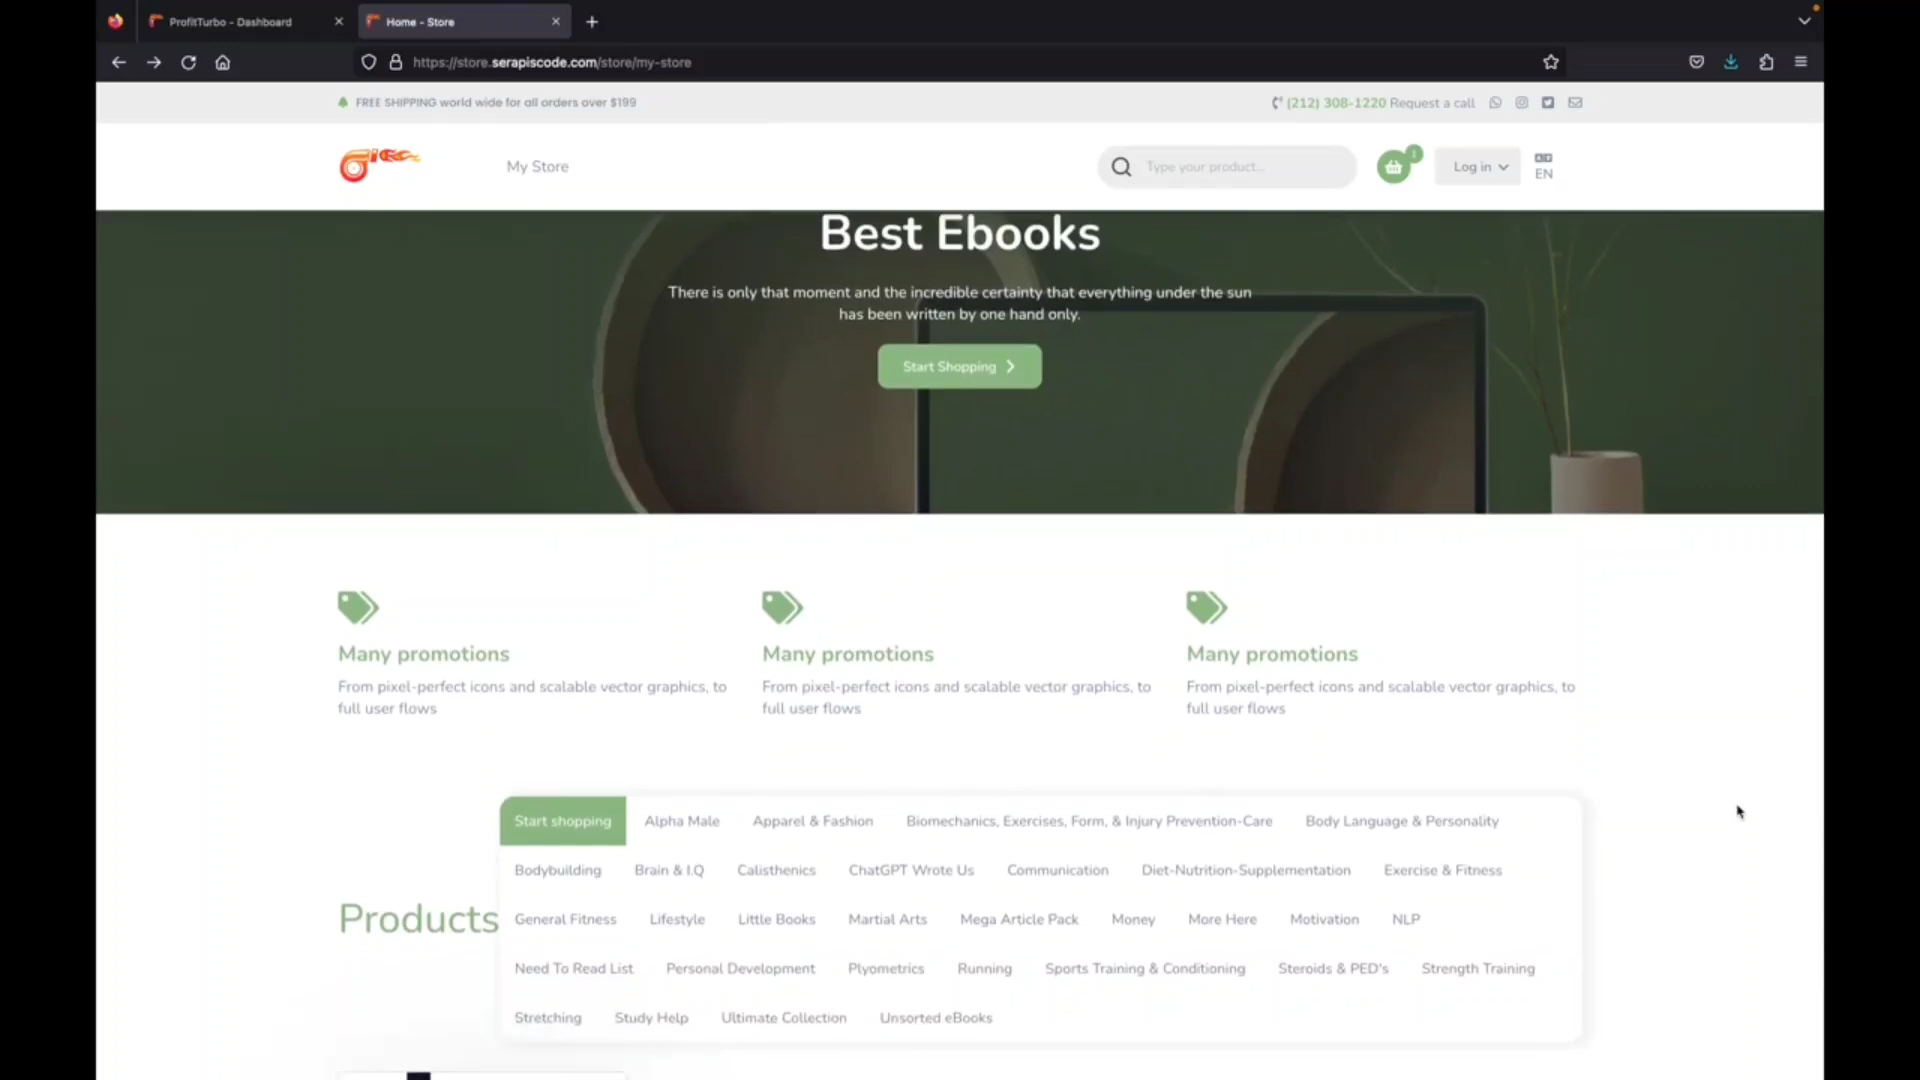 ProfitTurbo - Dashboard
Home - Store
https://store.serapiscode.com/store/my-store
FREE SHIPPING world wide for all orders over $199
(212) 308-1220 Request a call
My Store
Type your product...
1
Log in
EN
Best Ebooks
There is only that moment and the incredible certainty that everything under the sun
has been written by one hand only.
Start Shopping
Many promotions
From pixel-perfect icons and scalable vector graphics, to
full user flows
Many promotions
From pixel-perfect icons and scalable vector graphics, to
full user flows
Many promotions
From pixel-perfect icons and scalable vector graphics, to
full user flows
Products
Start shopping Alpha Male Apparel & Fashion Biomechanics, Exercises, Form, & Injury Prevention-Care Body Language & Personality
Bodybuilding Brain & I.Q Calisthenics ChatGPT Wrote Us Communication Diet-Nutrition-Supplementation Exercise & Fitness
General Fitness Lifestyle Little Books Martial Arts Mega Article Pack Money More Here Motivation NLP
Need To Read List Personal Development Plyometrics Running Sports Training & Conditioning Steroids & PED's Strength Training
Stretching Study Help Ultimate Collection Unsorted eBooks